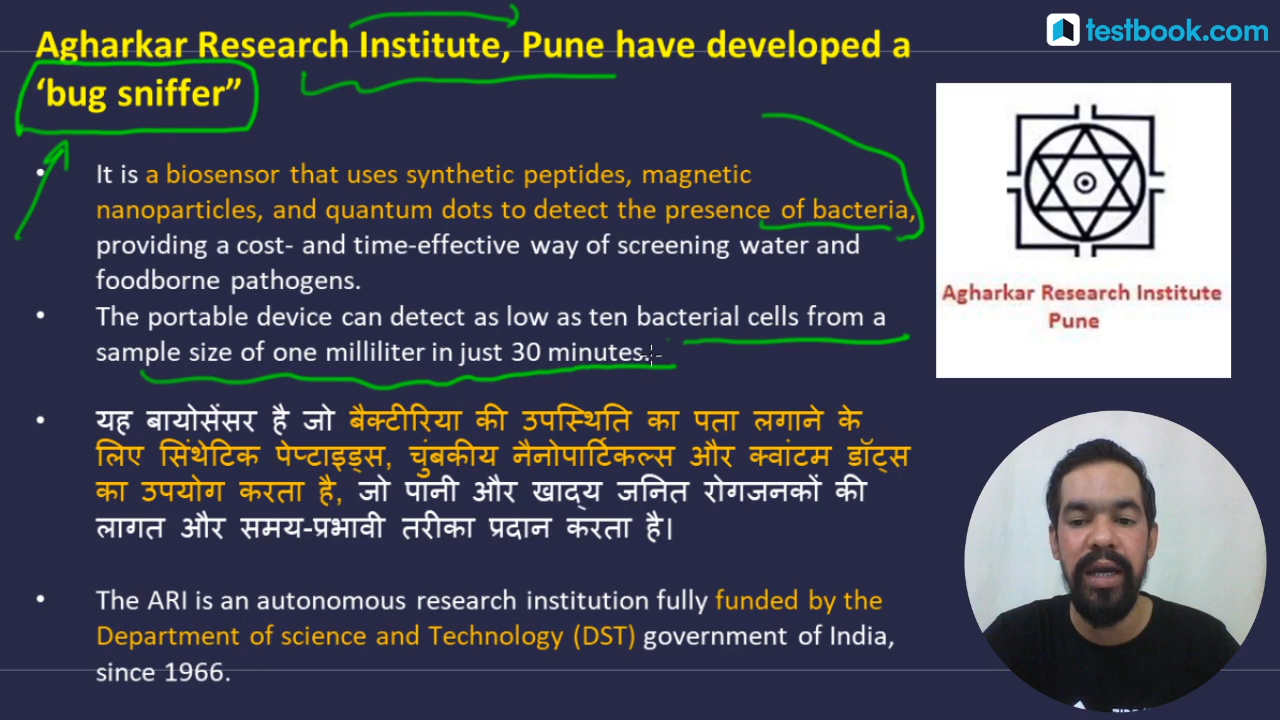 testbook.com
Agharkar Research Institute, Pune have developed a
‘bug sniffer”
• It is a biosensor that uses synthetic peptides, magnetic
nanoparticles, and quantum dots to detect the presence of bacteria,
providing a cost- and time-effective way of screening water and
foodborne pathogens.
• The portable device can detect as low as ten bacterial cells from a
sample size of one milliliter in just 30 minutes.
• यह बायोसेंसर है जो बैक्टीरिया की उपस्थिति का पता लगाने के
लिए सिंथेटिक पेप्टाइड्स, चुंबकीय नैनोपार्टिकल्स और क्वांटम डॉट्स
का उपयोग करता है, जो पानी और खाद्य जनित रोगजनकों की
लागत और समय-प्रभावी तरीका प्रदान करता है।
• The ARI is an autonomous research institution fully funded by the
Department of science and Technology (DST) government of India,
since 1966.
Agharkar Research Institute
Pune